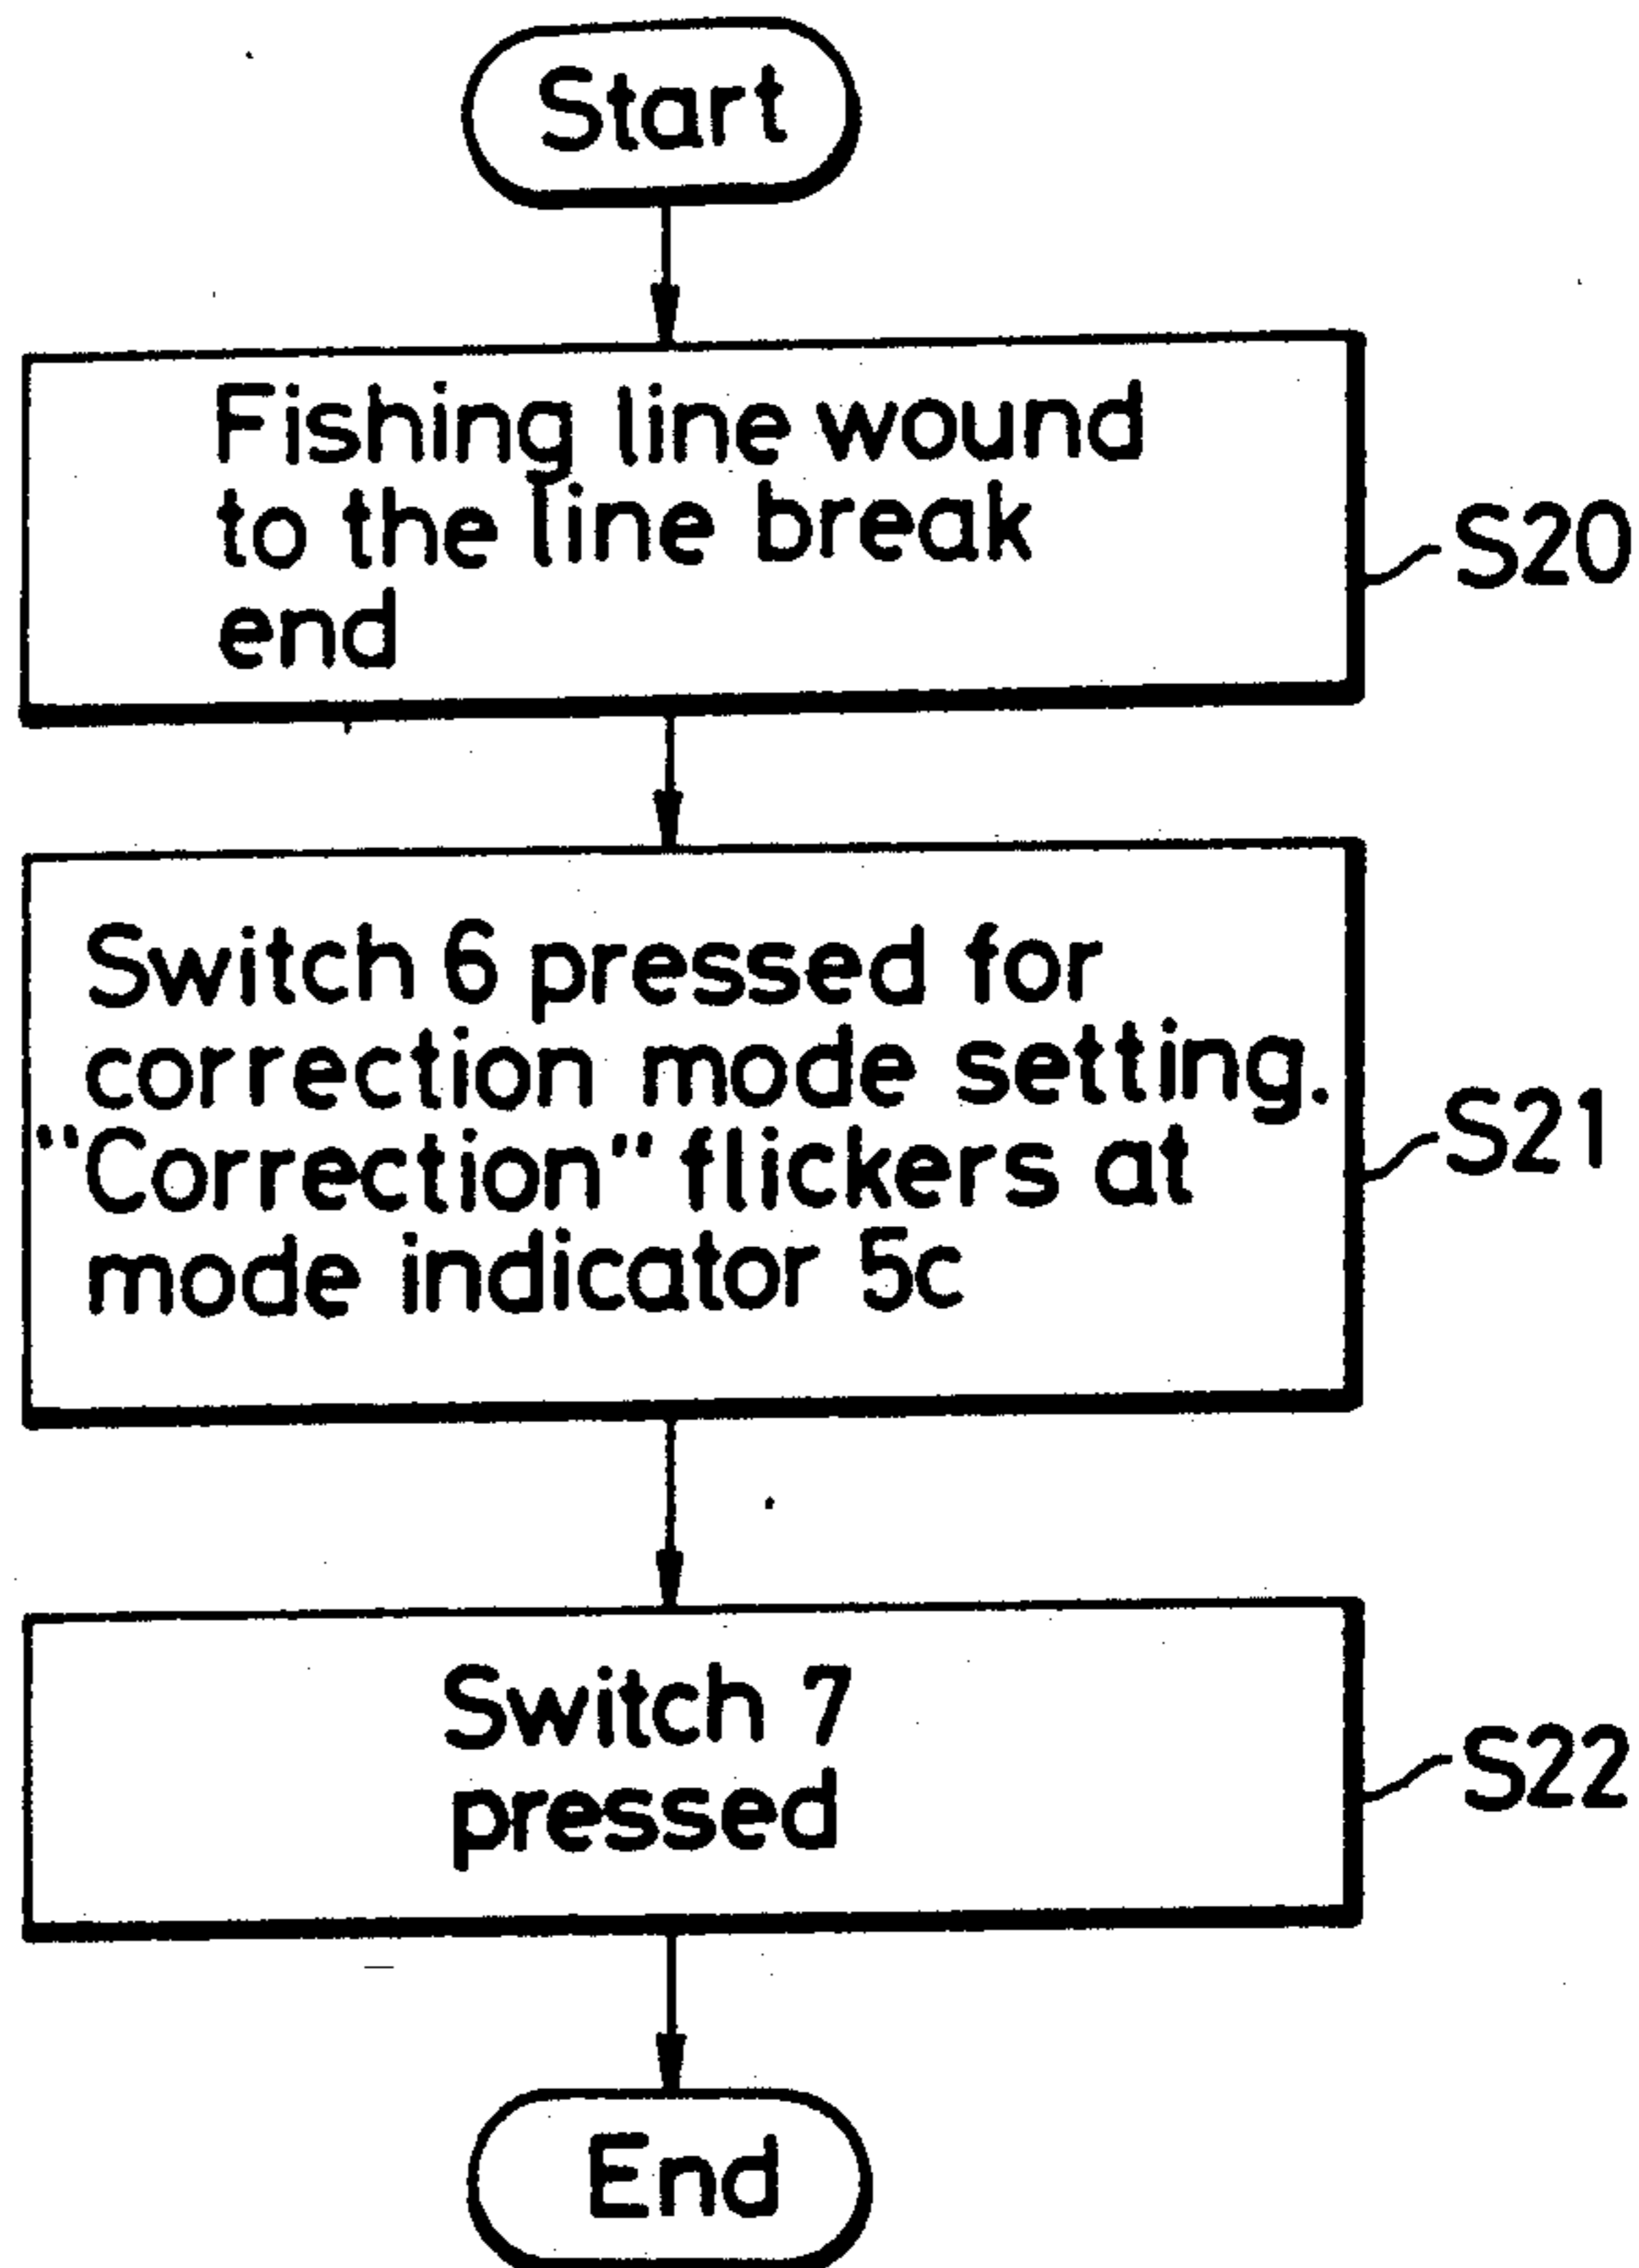 Start
Fishing line wound
to the line break
end
S20
Switch 6 pressed for
correction mode setting.
"Correction" flickers at
mode indicator 5c
S21
Switch 7
pressed
S22
End